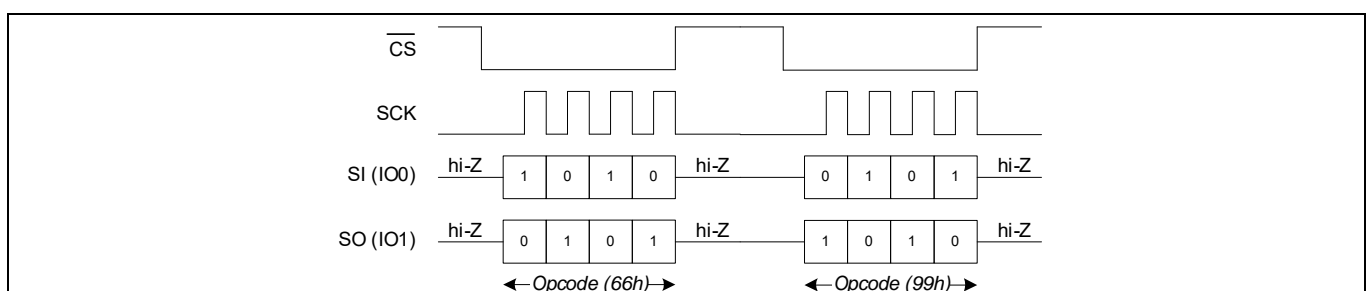 CS
SCK
SI (IO0) hi-Z 1 0 1 0 hi-Z 0 1 0 1 hi-Z
SO (IO1) hi-Z 0 1 0 1 hi-Z 1 0 1 0 hi-Z
Opcode (66h) Opcode (99h)